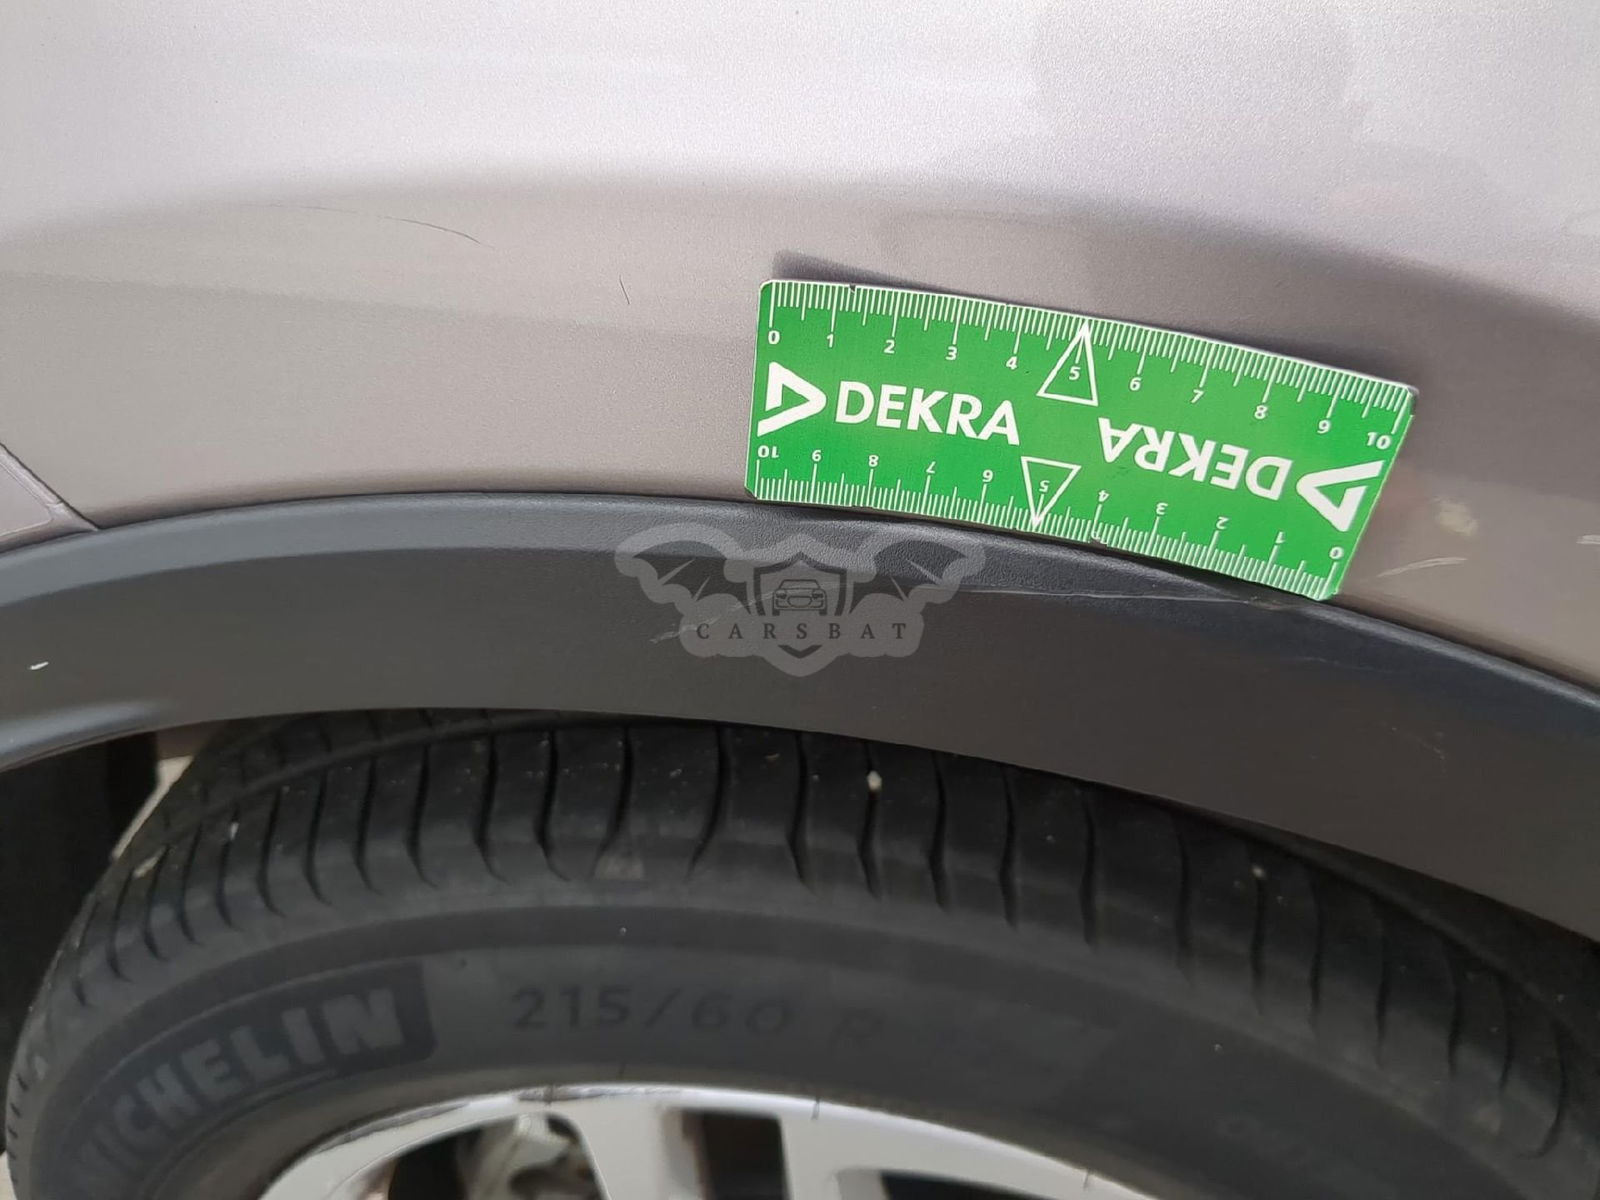 0 1 2 3 4 5 6 7 8 9 10
DEKRA
DEKRA
10 9 8 7 6 5 4 3 2 1 0
CARSBAT
MICHELIN
215/60 R